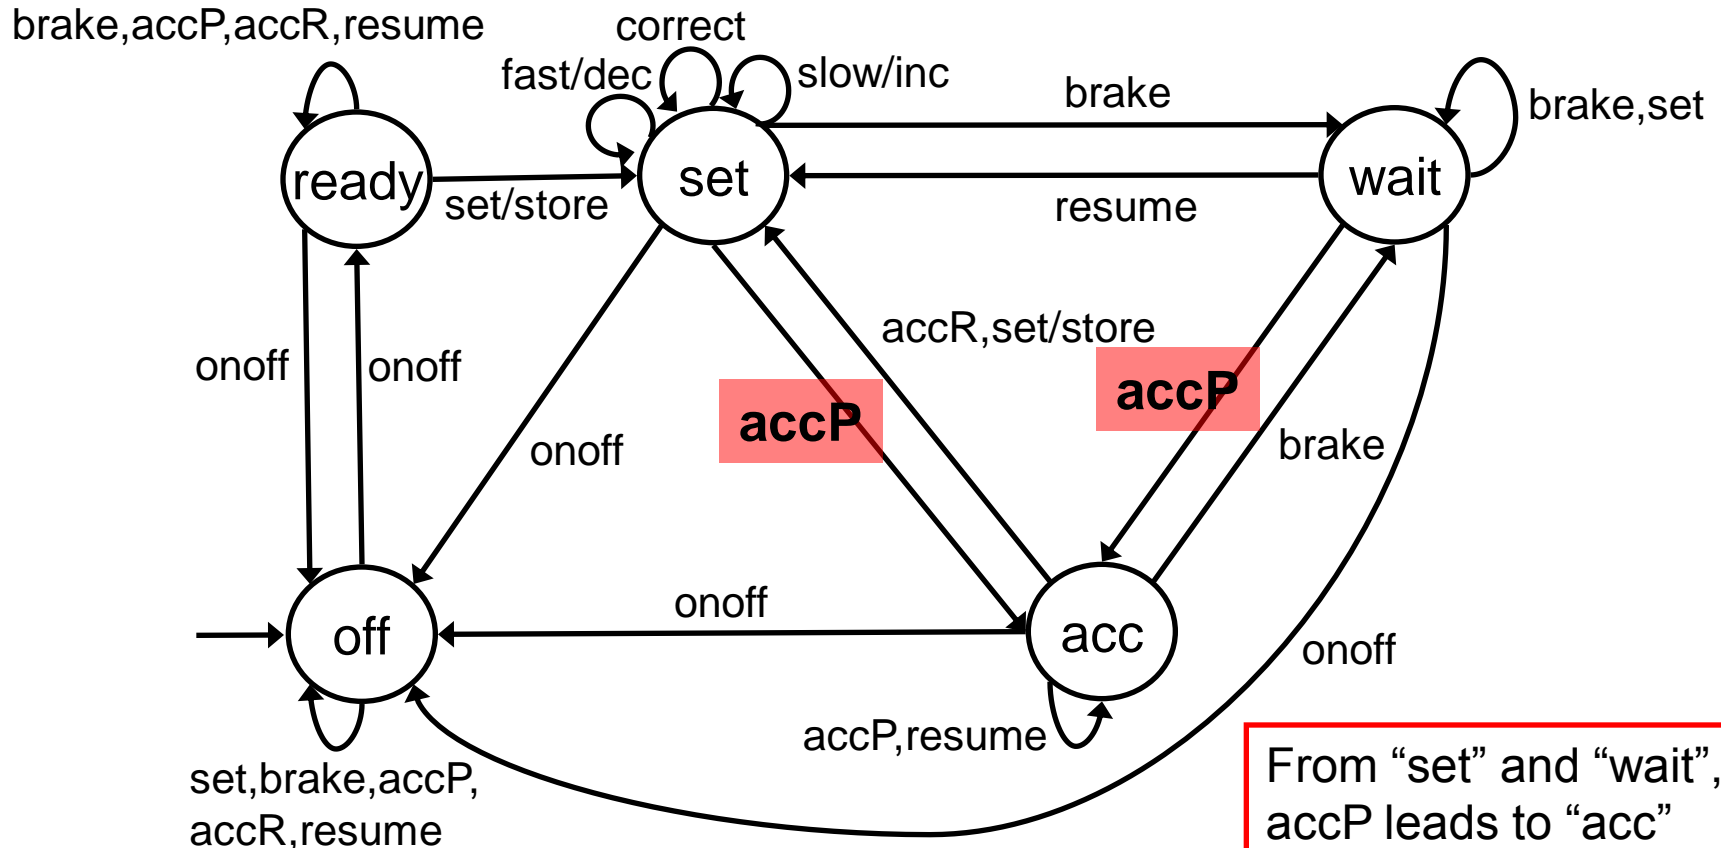 brake,accP,accR,resume
correct
fast/dec
slow/inc
brake
brake,set
ready
set
wait
set/store
resume
accR,set/store
onoff
onoff
accP
accP
onoff
brake
onoff
off
acc
onoff
accP,resume
set,brake,accP,
accR,resume
From “set” and “wait”,
accP leads to “acc”